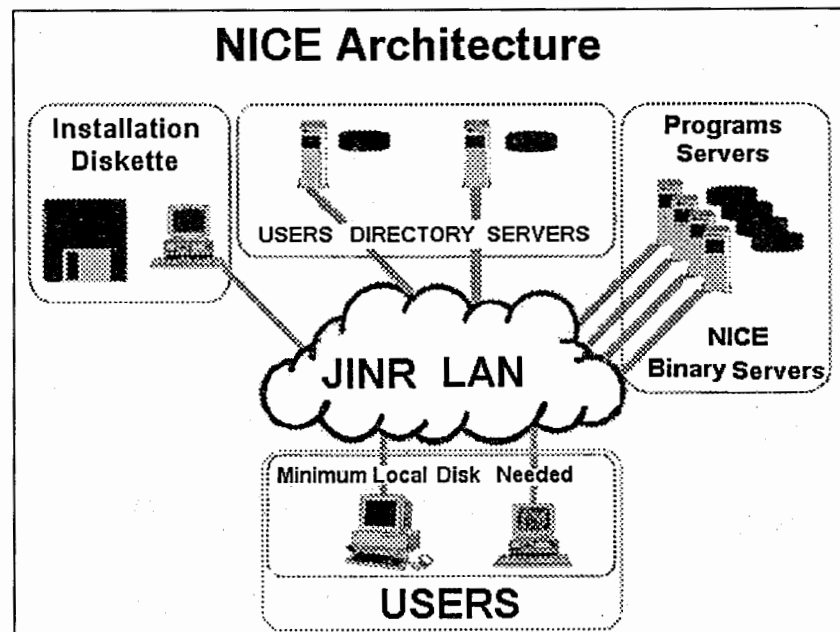 NICE Architecture
Installation
Diskette
USERS DIRECTORY SERVERS
Programs
Servers
NICE
Binary Servers
JINR LAN
Minimum Local Disk Needed
USERS